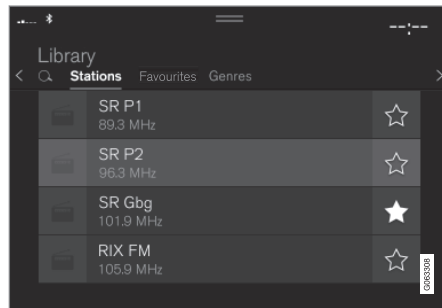 --:--
Library
Stations Favourites Genres
SR P1
89.3 MHz
SR P2
96.3 MHz
SR Gbg
101.9 MHz
RIX FM
105.9 MHz
G063308